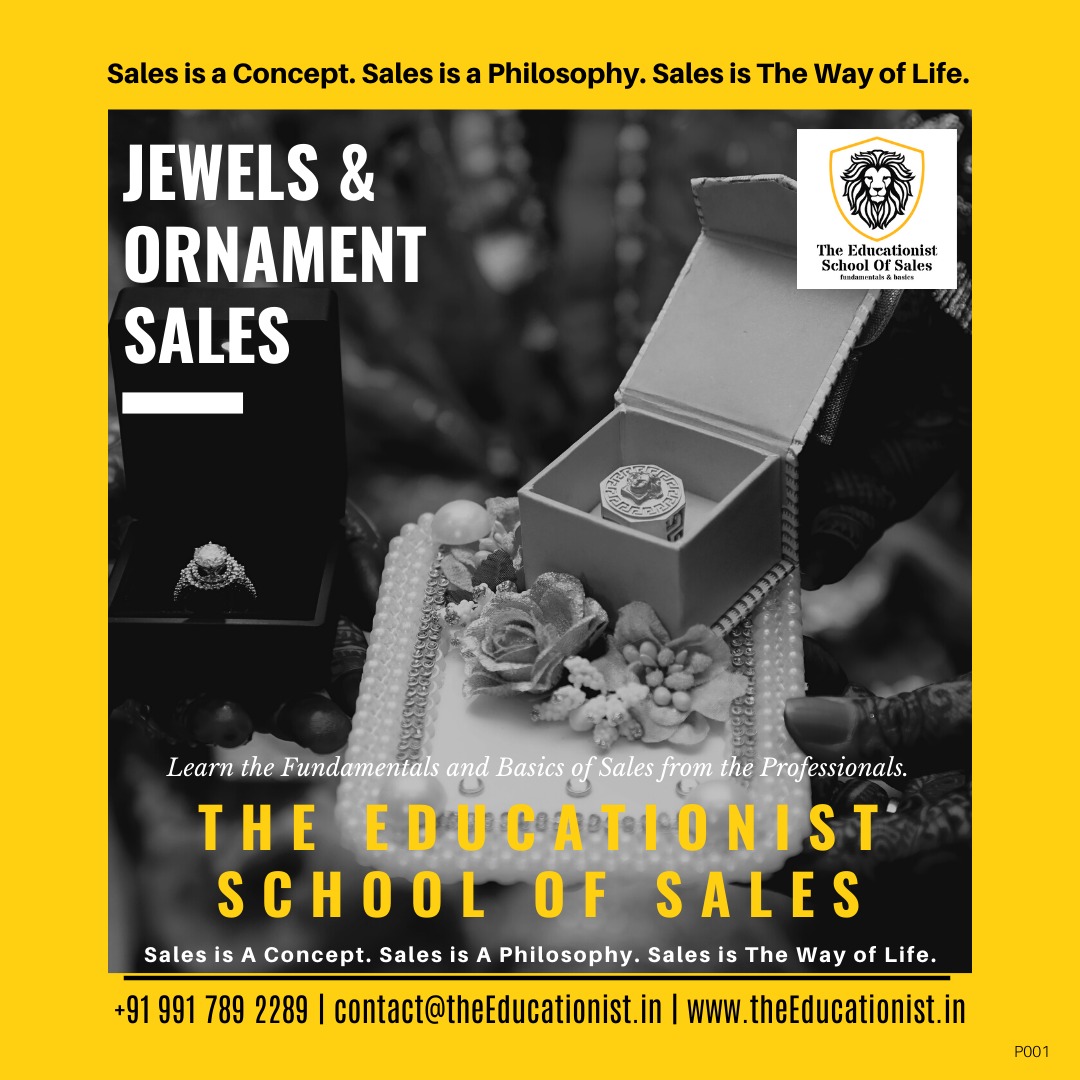 Sales is a Concept. Sales is a Philosophy. Sales is The Way of Life.
JEWELS &
ORNAMENT
SALES
The Educationist
School Of Sales
fundamentals & basics
Learn the Fundamentals and Basics of Sales from the Professionals.
THE EDUCATIONIST
SCHOOL OF SALES
Sales is A Concept. Sales is A Philosophy. Sales is The Way of Life.
+91 991 789 2289 | contact@theEducationist.in | www.theEducationist.in
P001